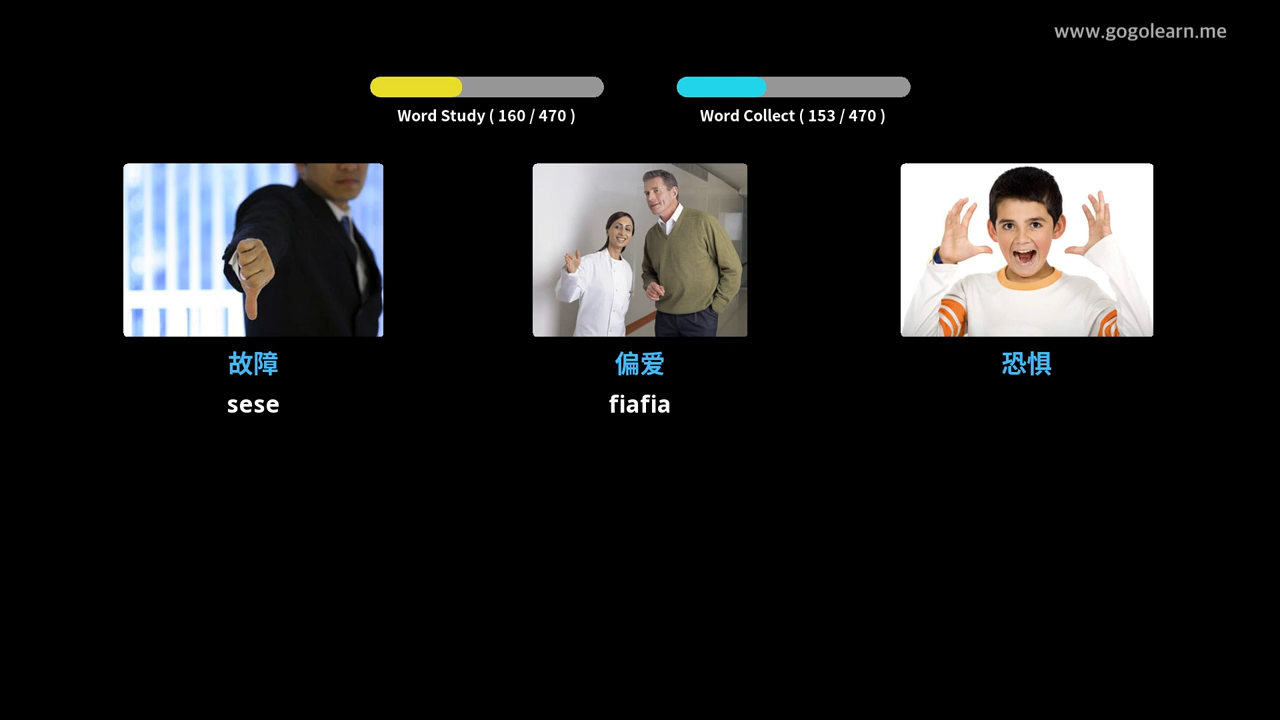 www.gogolearn.me
Word Study ( 160 / 470 )
Word Collect ( 153 / 470 )
故障
偏爱
恐惧
sese
fiafia